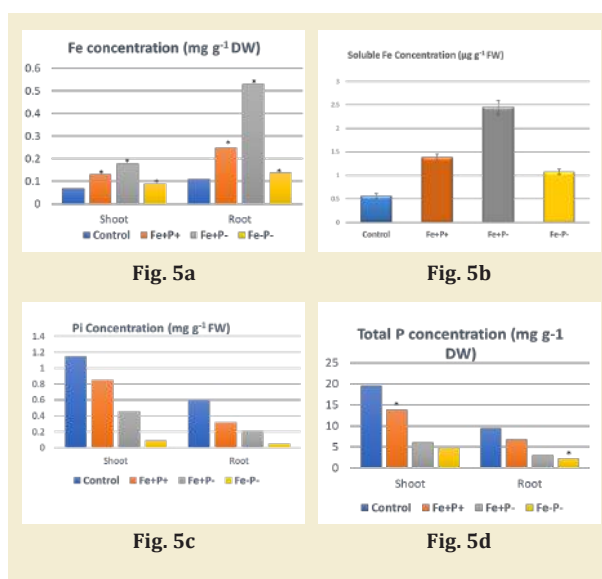 Fe concentration (mg g-1 DW)
0.6
0.5
0.4
0.3
0.2
0.1
0
* * * * * *
Shoot Root
Control Fe+P+ Fe+P- Fe-P-
Fig. 5a
Soluble Fe Concentration (µg g-1 FW)
3
2.5
2
1.5
1
0.5
0
Control Fe+P+ Fe+P- Fe-P-
Fig. 5b
Pi Concentration (mg g-1 FW)
1.4
1.2
1
0.8
0.6
0.4
0.2
0
Shoot Root
Control Fe+P+ Fe+P- Fe-P-
Fig. 5c
Total P concentration (mg g-1
DW)
25
20
15
10
5
0
* *
Shoot Root
Control Fe+P+ Fe+P- Fe-P-
Fig. 5d